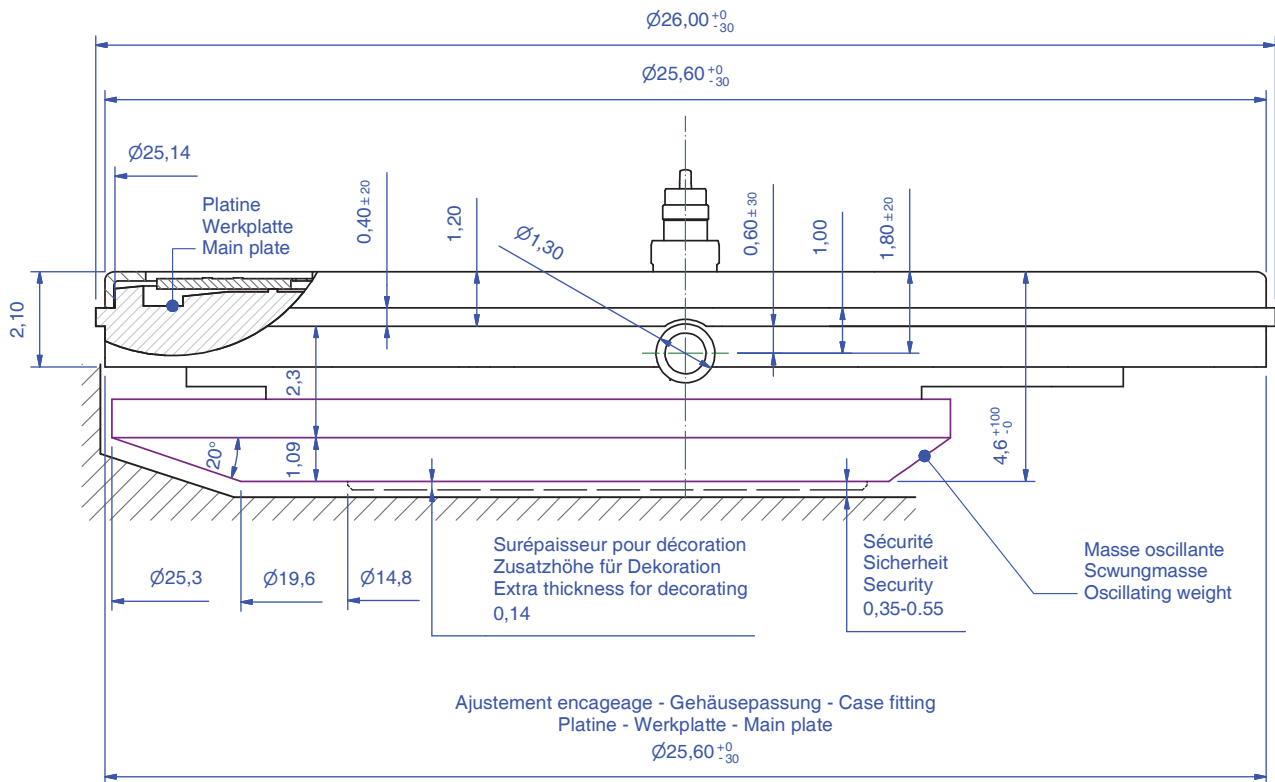 Ø26,00 +0 -30
Ø25,60 +0 -30
Ø25,14
Platine
Werkplatte
Main plate
0,40 ± 20
1,20
Ø1,30
0,60 ± 30
1,00
1,80 ± 20
2,10
2,3
20°
1,09
4,6 +100 -0
Surépaisseur pour décoration
Zusatzhöhe für Dekoration
Extra thickness for decorating
0,14
Sécurité
Sicherheit
Security
0,35-0.55
Masse oscillante
Scwungmasse
Oscillating weight
Ø25,3
Ø19,6
Ø14,8
Ajustement encageage - Gehäusepassung - Case fitting
Platine - Werkplatte - Main plate
Ø25,60 +0 -30